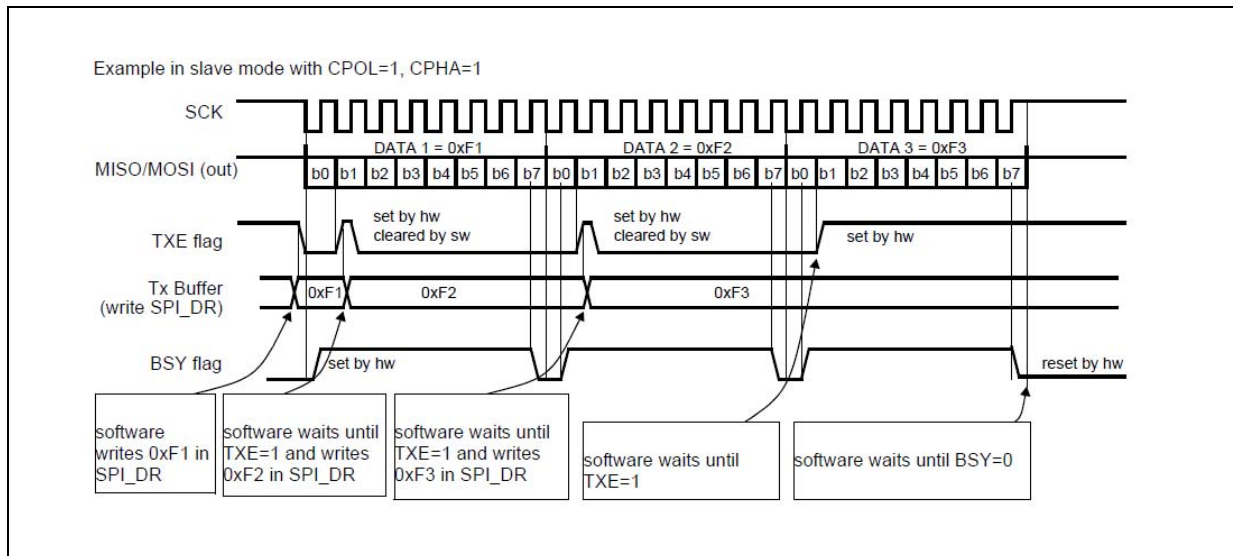 Example in slave mode with CPOL=1, CPHA=1
SCK
DATA 1 = 0xF1
DATA 2 = 0xF2
DATA 3 = 0xF3
MISO/MOSI (out)
b0 b1 b2 b3 b4 b5 b6 b7 b0 b1 b2 b3 b4 b5 b6 b7 b0 b1 b2 b3 b4 b5 b6 b7
TXE flag
set by hw
cleared by sw
set by hw
cleared by sw
set by hw
Tx Buffer
(write SPI_DR)
0xF1
0xF2
0xF3
BSY flag
set by hw
reset by hw
software
writes 0xF1 in
SPI_DR
software waits until
TXE=1 and writes
0xF2 in SPI_DR
software waits until
TXE=1 and writes
0xF3 in SPI_DR
software waits until
TXE=1
software waits until BSY=0